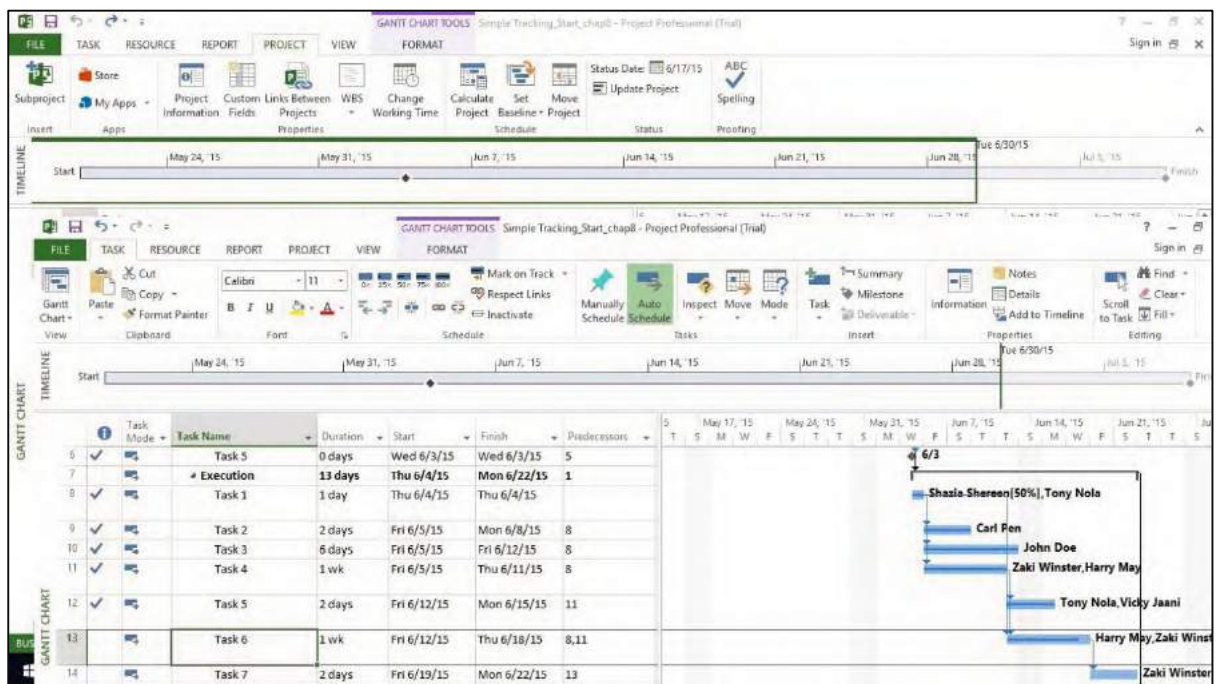 GANTT CHART TOOLS Simple Tracking_Start_chap8 - Project Professional (Trial)
FILE TASK RESOURCE REPORT PROJECT VIEW FORMAT Sign in
Subproject
Store
My Apps
Project Information
Custom Fields
Links Between Projects
WBS
Change Working Time
Calculate Project
Set Baseline
Move Project
Status Date: 6/17/15
Update Project
ABC
Spelling
Insert Apps Properties Schedule Status Proofing
TIMELINE
Tue 6/30/15
May 24, '15 May 31, '15 Jun 7, '15 Jun 14, '15 Jun 21, '15 Jun 28, '15 Jul 5, '15
Start Finish
GANTT CHART TOOLS Simple Tracking_Start_chap8 - Project Professional (Trial)
FILE TASK RESOURCE REPORT PROJECT VIEW FORMAT Sign in
Gantt Chart
Paste
Cut
Copy
Format Painter
Calibri 11
B I U A
0% 25% 50% 75% 100%
Mark on Track
Respect Links
Inactivate
Manually Schedule
Auto Schedule
Inspect Move Mode
Task
Summary
Milestone
Deliverable
Information
Notes
Details
Add to Timeline
Scroll to Task
Find
Clear
Fill
View Clipboard Font Schedule Tasks Insert Properties Editing
TIMELINE
Tue 6/30/15
May 24, '15 May 31, '15 Jun 7, '15 Jun 14, '15 Jun 21, '15 Jun 28, '15 Jul 5, '15
Start
GANTT CHART
GANTT CHART
BUS
Task Mode Task Name Duration Start Finish Predecessors
5 May 17, '15 May 24, '15 May 31, '15 Jun 7, '15 Jun 14, '15 Jun 21, '15
T S M W F S T T S M W F S T T S M W F S T T S
6 Task 5 0 days Wed 6/3/15 Wed 6/3/15 5 6/3
7 Execution 13 days Thu 6/4/15 Mon 6/22/15 1
8 Task 1 1 day Thu 6/4/15 Thu 6/4/15 Shazia Shereen[50%],Tony Nola
9 Task 2 2 days Fri 6/5/15 Mon 6/8/15 8 Carl Pen
10 Task 3 6 days Fri 6/5/15 Fri 6/12/15 8 John Doe
11 Task 4 1 wk Fri 6/5/15 Thu 6/11/15 8 Zaki Winster,Harry May
12 Task 5 2 days Fri 6/12/15 Mon 6/15/15 11 Tony Nola,Vicky Jaani
13 Task 6 1 wk Fri 6/12/15 Thu 6/18/15 8,11 Harry May,Zaki Winst
14 Task 7 2 days Fri 6/19/15 Mon 6/22/15 13 Zaki Winster